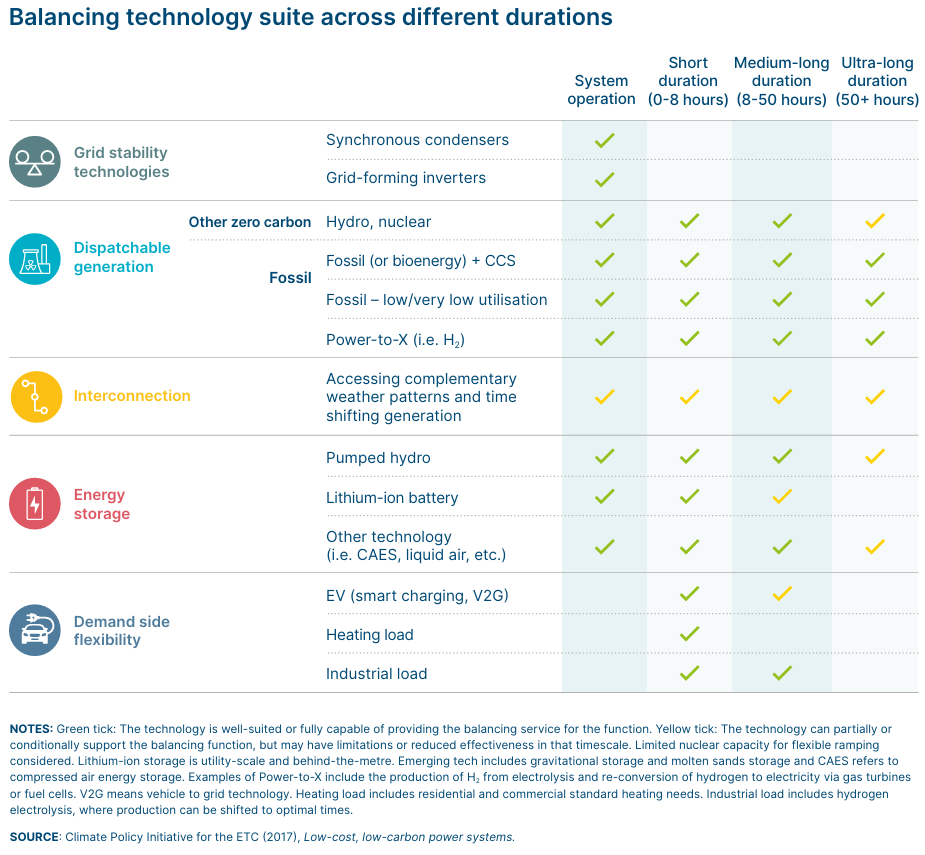 Balancing technology suite across different durations
System
operation
Short
duration
(0-8 hours)
Medium-long
duration
(8-50 hours)
Ultra-long
duration
(50+ hours)
Grid stability
technologies
Synchronous condensers
Grid-forming inverters
Dispatchable
generation
Other zero carbon
Hydro, nuclear
Fossil
Fossil (or bioenergy) + CCS
Fossil – low/very low utilisation
Power-to-X (i.e. H₂)
Interconnection
Accessing complementary
weather patterns and time
shifting generation
Energy
storage
Pumped hydro
Lithium-ion battery
Other technology
(i.e. CAES, liquid air, etc.)
Demand side
flexibility
EV (smart charging, V2G)
Heating load
Industrial load
NOTES: Green tick: The technology is well-suited or fully capable of providing the balancing service for the function. Yellow tick: The technology can partially or
conditionally support the balancing function, but may have limitations or reduced effectiveness in that timescale. Limited nuclear capacity for flexible ramping
considered. Lithium-ion storage is utility-scale and behind-the-metre. Emerging tech includes gravitational storage and molten sands storage and CAES refers to
compressed air energy storage. Examples of Power-to-X include the production of H₂ from electrolysis and re-conversion of hydrogen to electricity via gas turbines
or fuel cells. V2G means vehicle to grid technology. Heating load includes residential and commercial standard heating needs. Industrial load includes hydrogen
electrolysis, where production can be shifted to optimal times.
SOURCE: Climate Policy Initiative for the ETC (2017), Low-cost, low-carbon power systems.